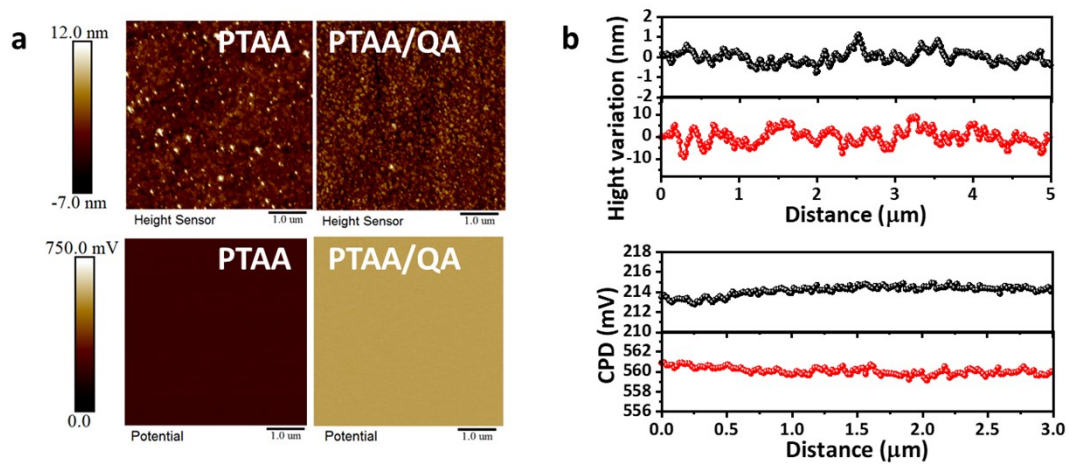 a
12.0 nm
-7.0 nm
PTAA
PTAA/QA
Height Sensor
1.0 um
Height Sensor
1.0 um
750.0 mV
0.0
PTAA
PTAA/QA
Potential
1.0 um
Potential
1.0 um
b
Hight variation (nm)
2
1
0
-1
2
10
0
-10
0 1 2 3 4 5
Distance (μm)
CPD (mV)
218
216
214
212
210
562
560
558
556
0.0 0.5 1.0 1.5 2.0 2.5 3.0
Distance (μm)